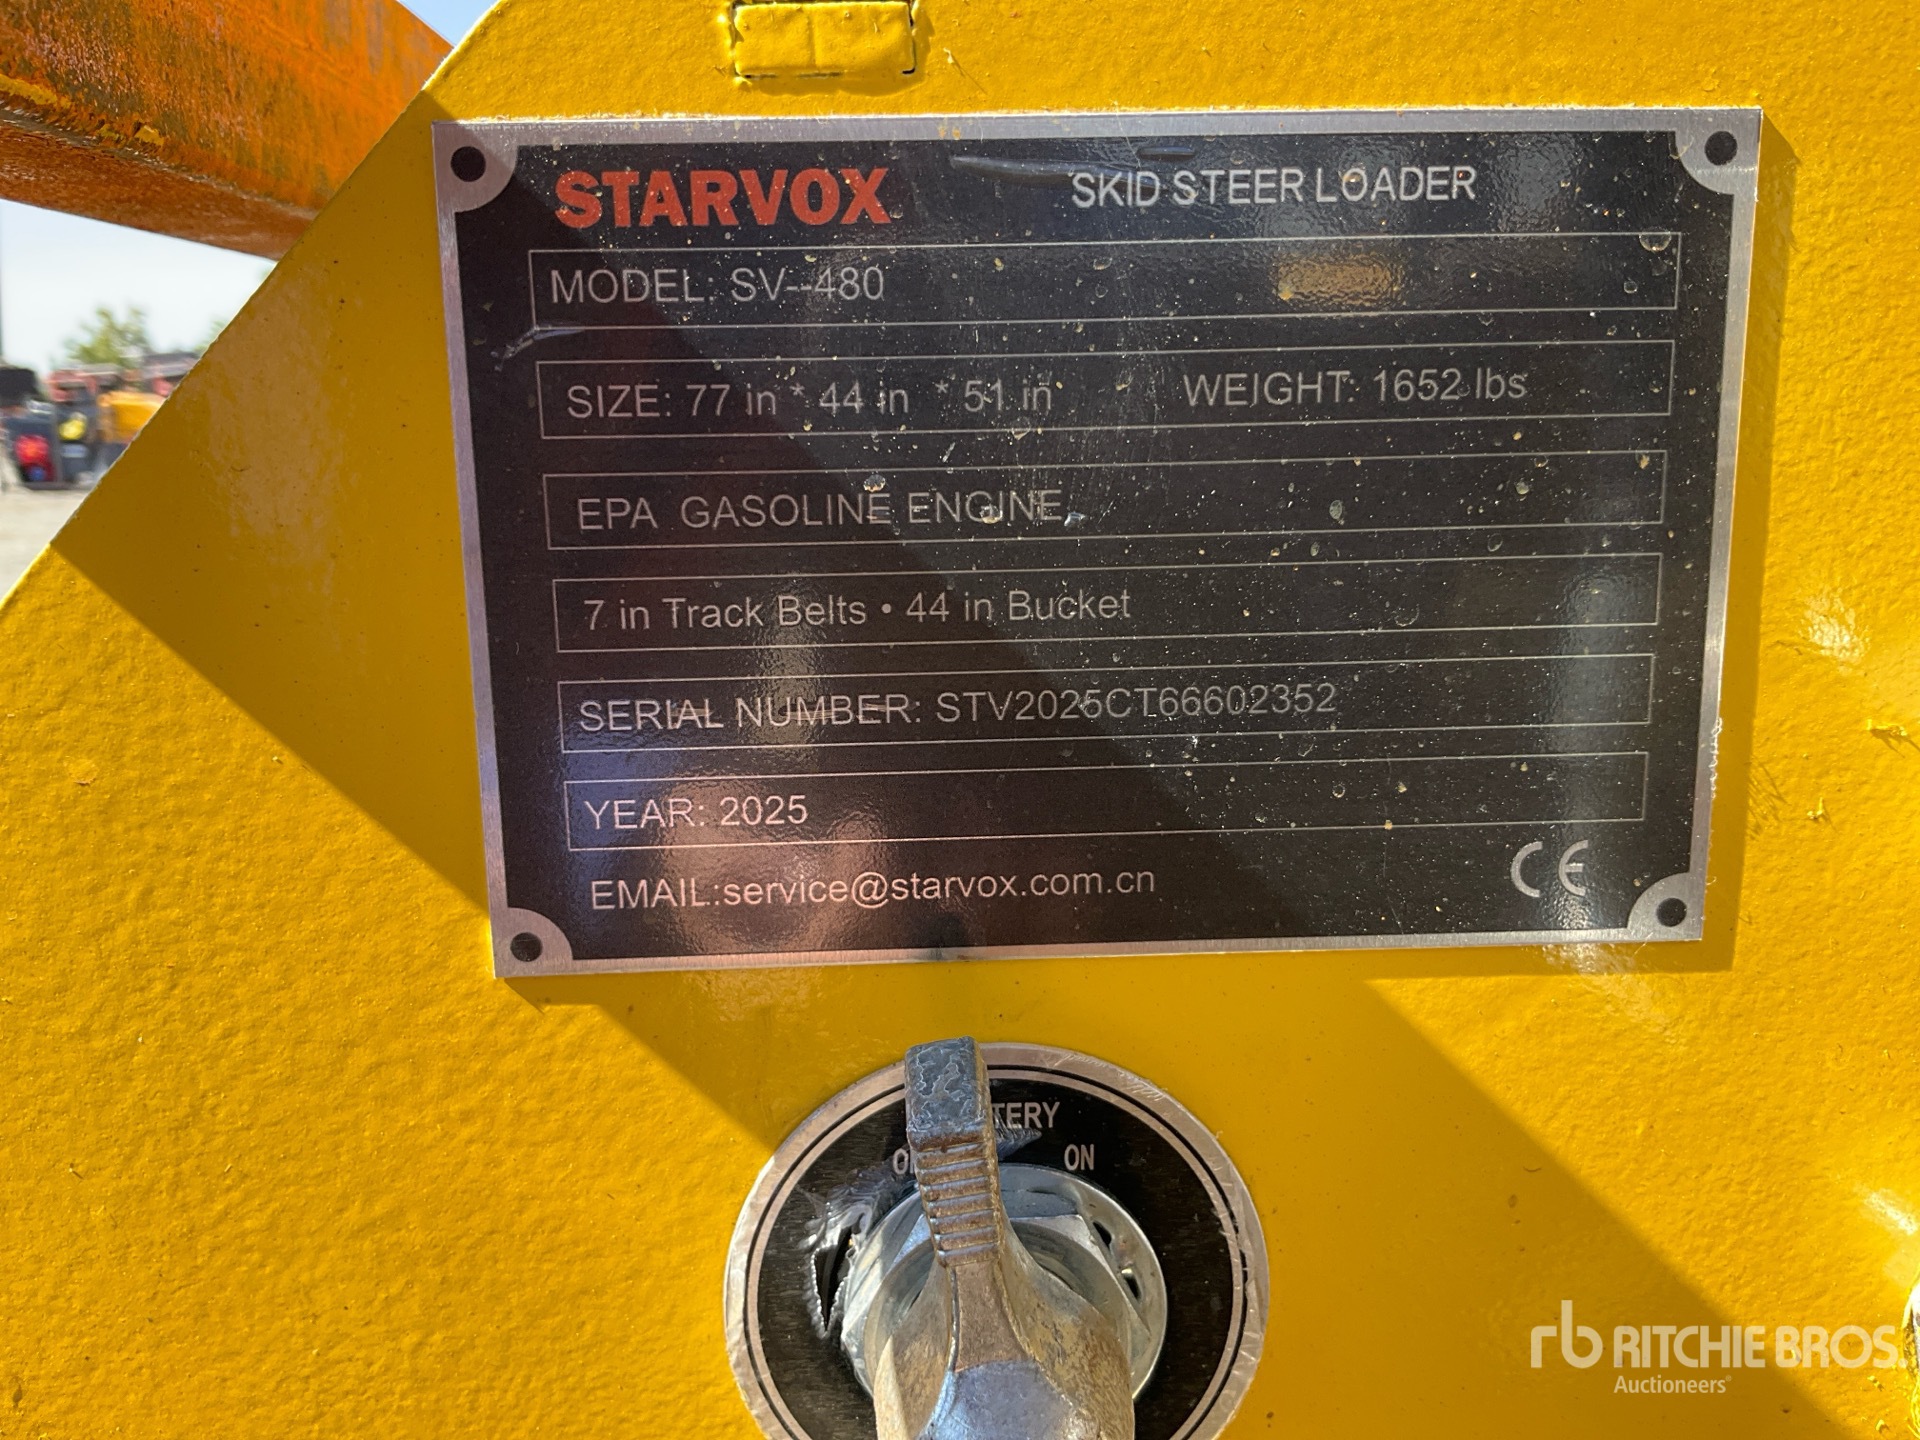 STARVOX
SKID STEER LOADER
MODEL: SV--480
SIZE: 77 in * 44 in * 51 in WEIGHT: 1652 lbs
EPA GASOLINE ENGINE
7 in Track Belts • 44 in Bucket
SERIAL NUMBER: STV2025CT66602352
YEAR: 2025
EMAIL:service@starvox.com.cn
CE
ON
rb RITCHIE BROS.
Auctioneers